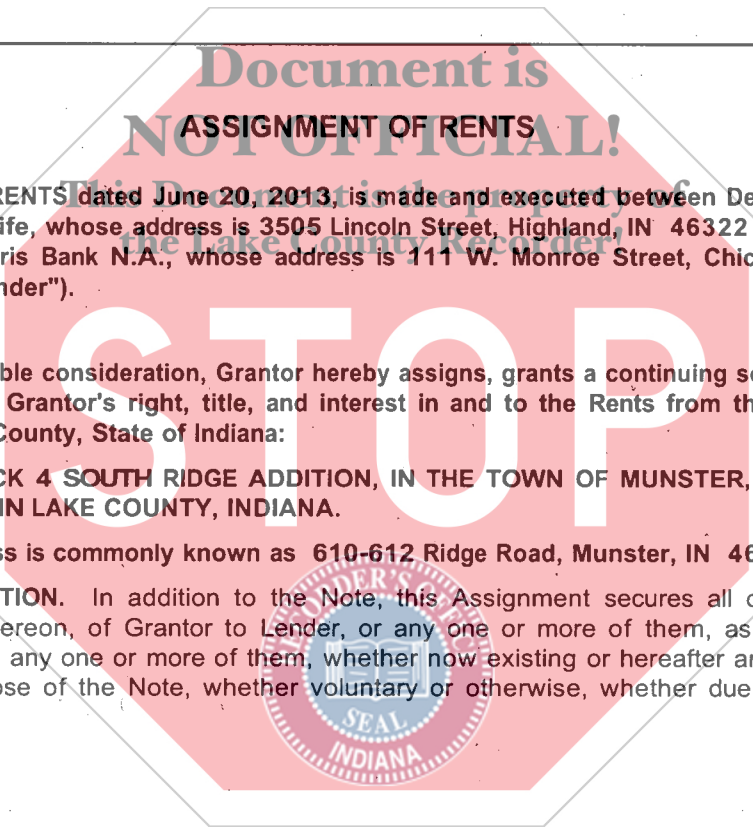 Document is
NOT OFFICIAL!
ASSIGNMENT OF RENTS
This Document is the property of
the Lake County Recorder!
RENTS dated June 20, 2013, is made and executed between De
ife, whose address is 3505 Lincoln Street, Highland, IN 46322
ris Bank N.A., whose address is 111 W. Monroe Street, Chic
nder").
STOP
ble consideration, Grantor hereby assigns, grants a continuing se
Grantor's right, title, and interest in and to the Rents from th
County, State of Indiana:
CK 4 SOUTH RIDGE ADDITION, IN THE TOWN OF MUNSTER,
IN LAKE COUNTY, INDIANA.
ss is commonly known as 610-612 Ridge Road, Munster, IN 46
TION. In addition to the Note, this Assignment secures all o
ereon, of Grantor to Lender, or any one or more of them, as
any one or more of them, whether now existing or hereafter ar
ose of the Note, whether voluntary or otherwise, whether due
RECORDER'S OFFICE
SEAL
INDIANA